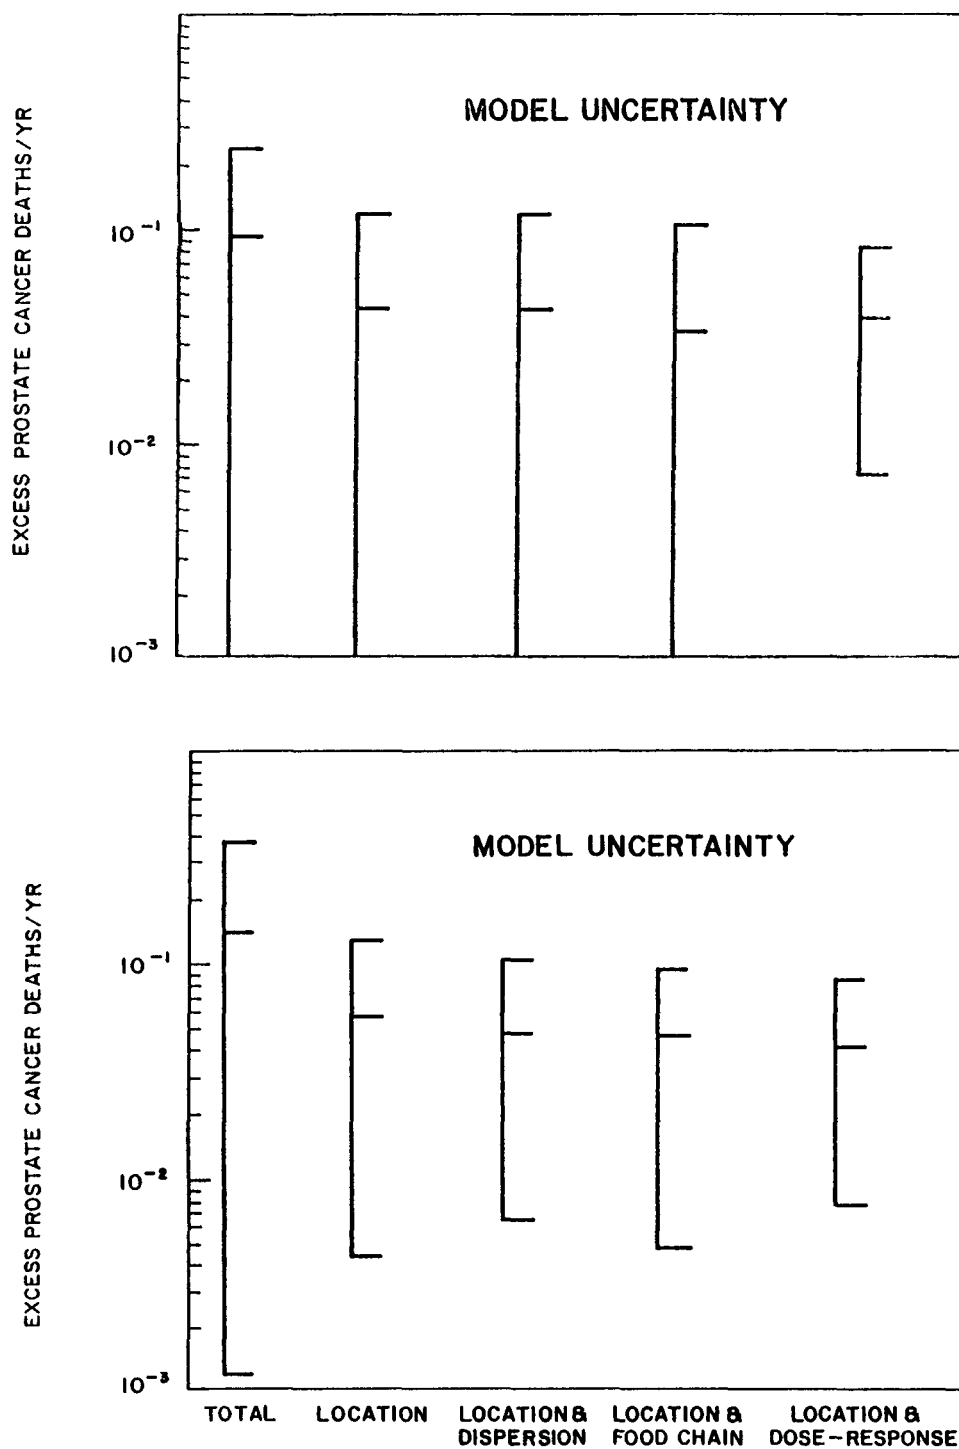 EXCESS PROSTATE CANCER DEATHS/YR
MODEL UNCERTAINTY
10-1
10-2
10-3
EXCESS PROSTATE CANCER DEATHS/YR
MODEL UNCERTAINTY
10-1
10-2
10-3
TOTAL
LOCATION
LOCATION &
DISPERSION
LOCATION &
FOOD CHAIN
LOCATION &
DOSE-RESPONSE